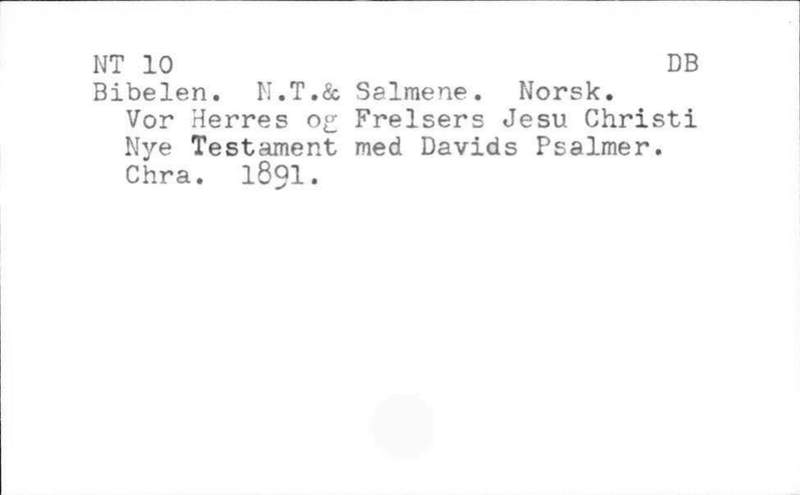 NT 10 DB
Bibelen. N.T.& Salmene. Norsk.
Vor Herres og Frelsers Jesu Christi
Nye Testament med Davids Psalmer.
Chra. 1891.